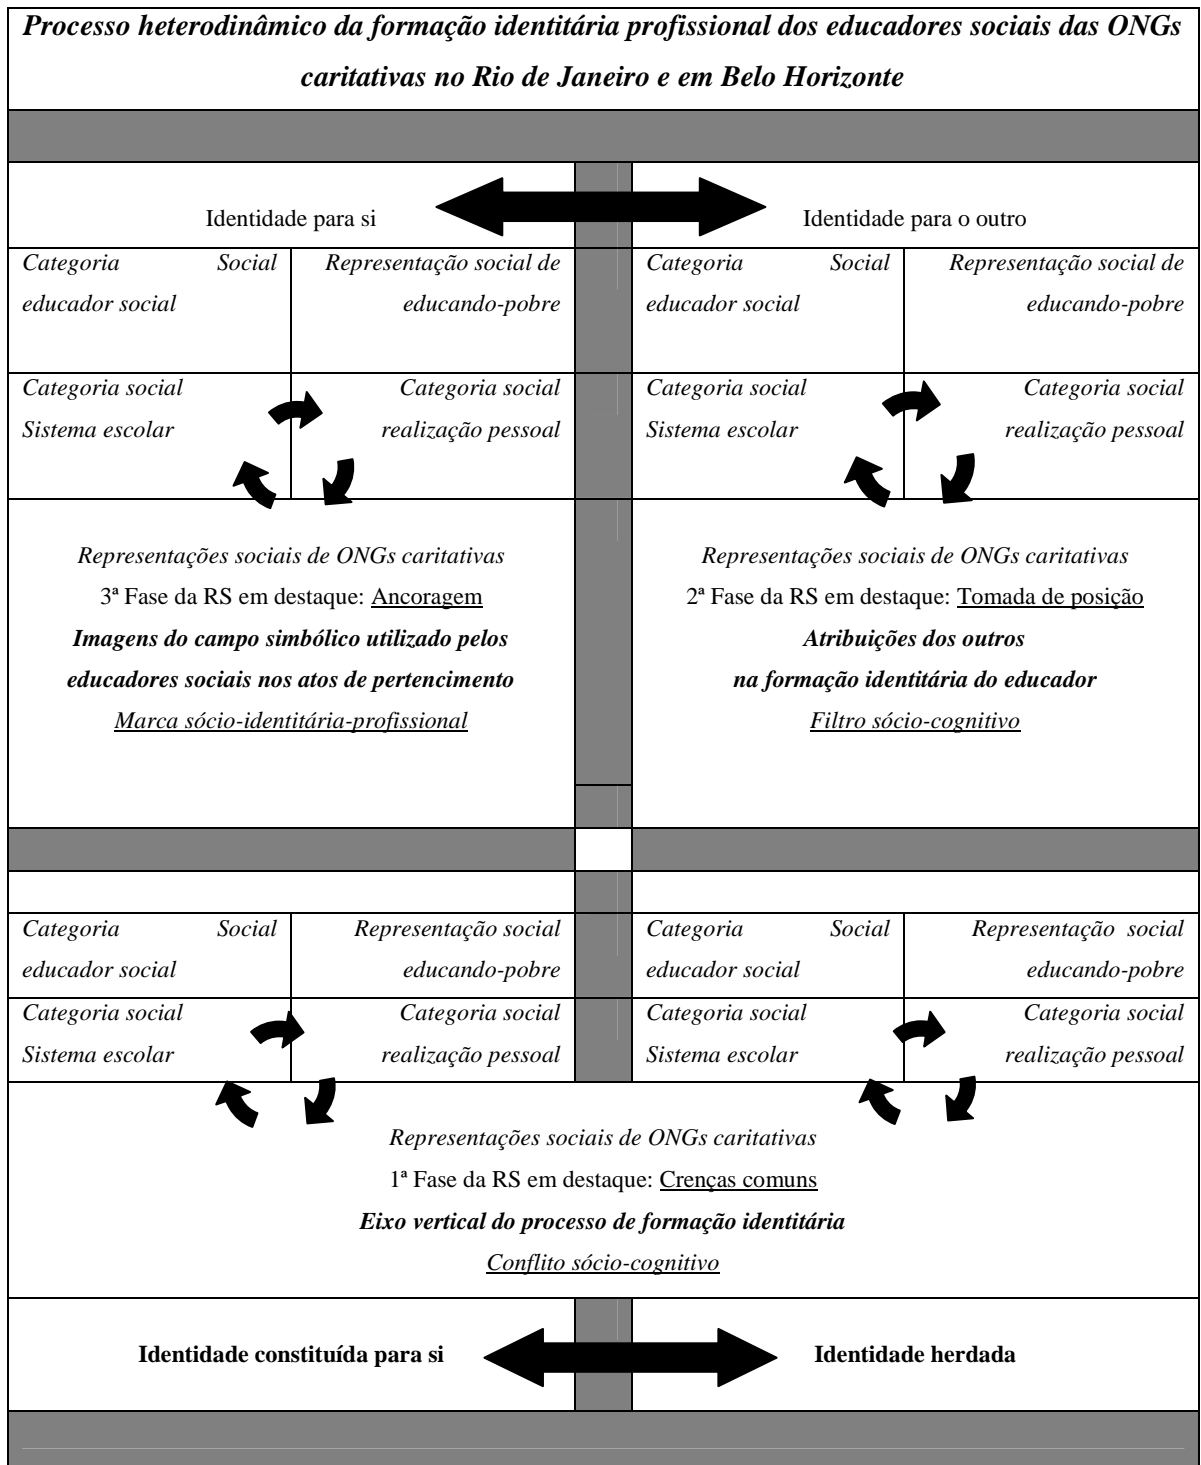 Processo heterodinâmico da formação identitária profissional dos educadores sociais das ONGs
caritativas no Rio de Janeiro e em Belo Horizonte
Identidade para si
Identidade para o outro
Categoria Social
educador social
Representação social de
educando-pobre
Categoria Social
educador social
Representação social de
educando-pobre
Categoria social
Sistema escolar
Categoria social
realização pessoal
Categoria social
Sistema escolar
Categoria social
realização pessoal
Representações sociais de ONGs caritativas
3ª Fase da RS em destaque: Ancoragem
Imagens do campo simbólico utilizado pelos
educadores sociais nos atos de pertencimento
Marca sócio-identitária-profissional
Representações sociais de ONGs caritativas
2ª Fase da RS em destaque: Tomada de posição
Atribuições dos outros
na formação identitária do educador
Filtro sócio-cognitivo
Categoria Social
educador social
Representação social
educando-pobre
Categoria Social
educador social
Representação social
educando-pobre
Categoria social
Sistema escolar
Categoria social
realização pessoal
Categoria social
Sistema escolar
Categoria social
realização pessoal
Representações sociais de ONGs caritativas
1ª Fase da RS em destaque: Crenças comuns
Eixo vertical do processo de formação identitária
Conflito sócio-cognitivo
Identidade constituída para si
Identidade herdada